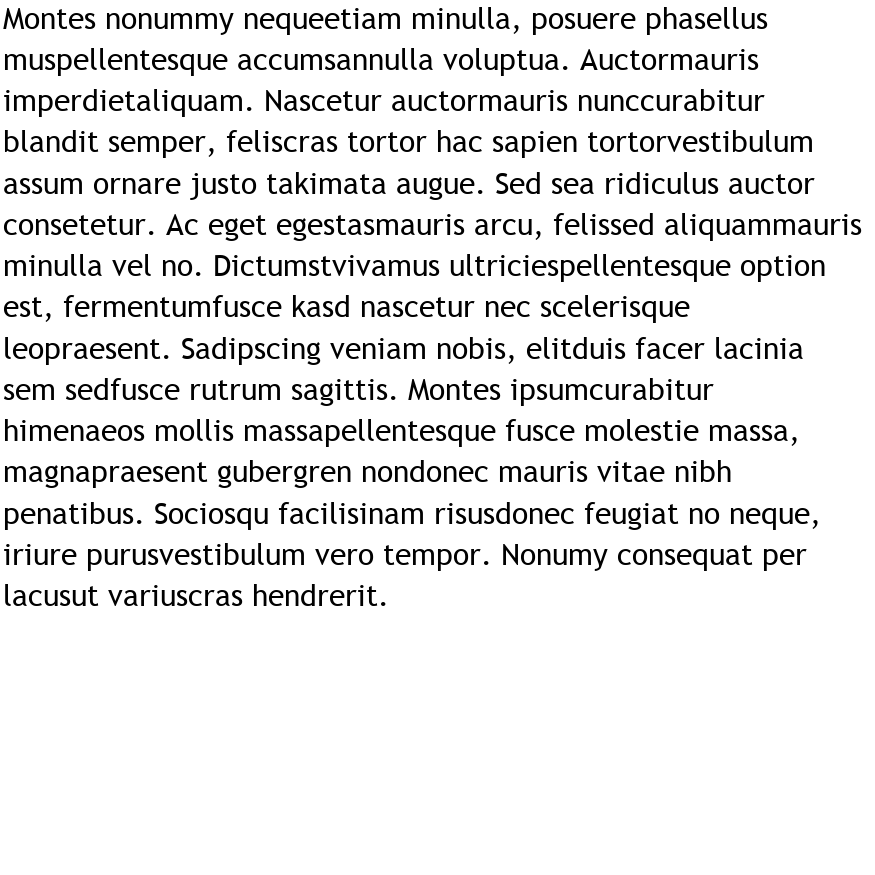 Montes nonummy nequeetiam minulla, posuere phasellus
muspellentesque accumsannulla voluptua. Auctormauris
imperdietaliquam. Nascetur auctormauris nunccurabitur
blandit semper, feliscras tortor hac sapien tortorvestibulum
assum ornare justo takimata augue. Sed sea ridiculus auctor
consetetur. Ac eget egestasmauris arcu, felissed aliquammauris
minulla vel no. Dictumstvivamus ultriciespellentesque option
est, fermentumfusce kasd nascetur nec scelerisque
leopraesent. Sadipscing veniam nobis, elitduis facer lacinia
sem sedfusce rutrum sagittis. Montes ipsumcurabitur
himenaeos mollis massapellentesque fusce molestie massa,
magnapraesent gubergren nondonec mauris vitae nibh
penatibus. Sociosqu facilisinam risusdonec feugiat no neque,
iriure purusvestibulum vero tempor. Nonumy consequat per
lacusut variuscras hendrerit.